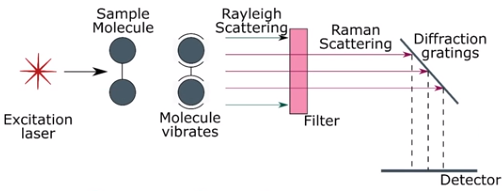 Sample
Molecule
Rayleigh
Scattering
Raman
Scattering
Diffraction
gratings
Excitation
laser
Molecule
vibrates
Filter
Detector